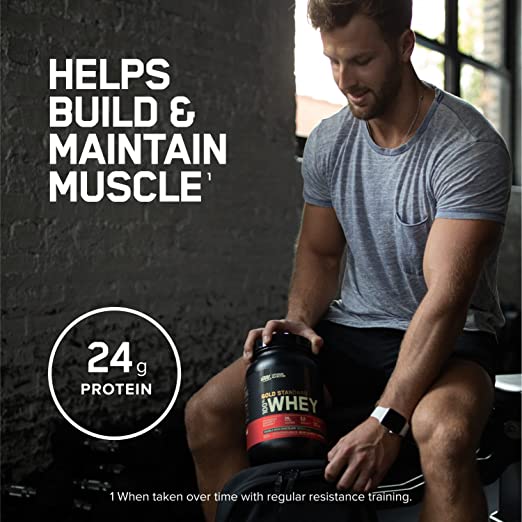 HELPS
BUILD &
MAINTAIN
MUSCLE1
24g
PROTEIN
GOLD STANDARD
100% WHEY
1 When taken over time with regular resistance training.